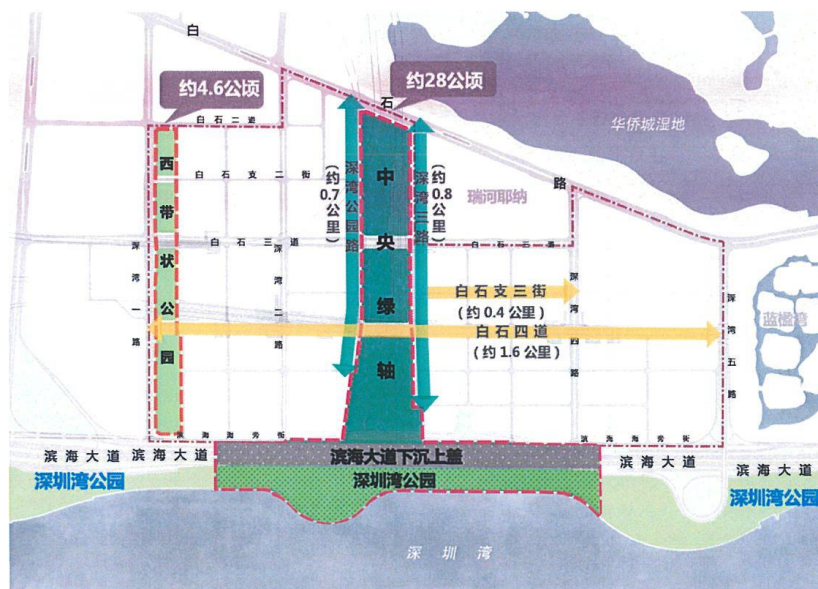 白
石
路
约4.6公顷
约28公顷
华侨城湿地
白石二道
西带状公园
白石支二街
深湾公园路
（约0.7公里）
中央绿轴
深湾三路
（约0.8公里）
瑞河耶纳
白石三道
白石三道
深湾一路
深湾二路
白石支三街
（约0.4公里）
深湾四路
白石四道
（约1.6公里）
深湾五路
蓝楹湾
滨海海旁街
滨海海旁街
滨海大道
滨海大道
滨海大道下沉上盖
滨海大道
滨海大道
深圳湾公园
深圳湾公园
深圳湾公园
深圳湾